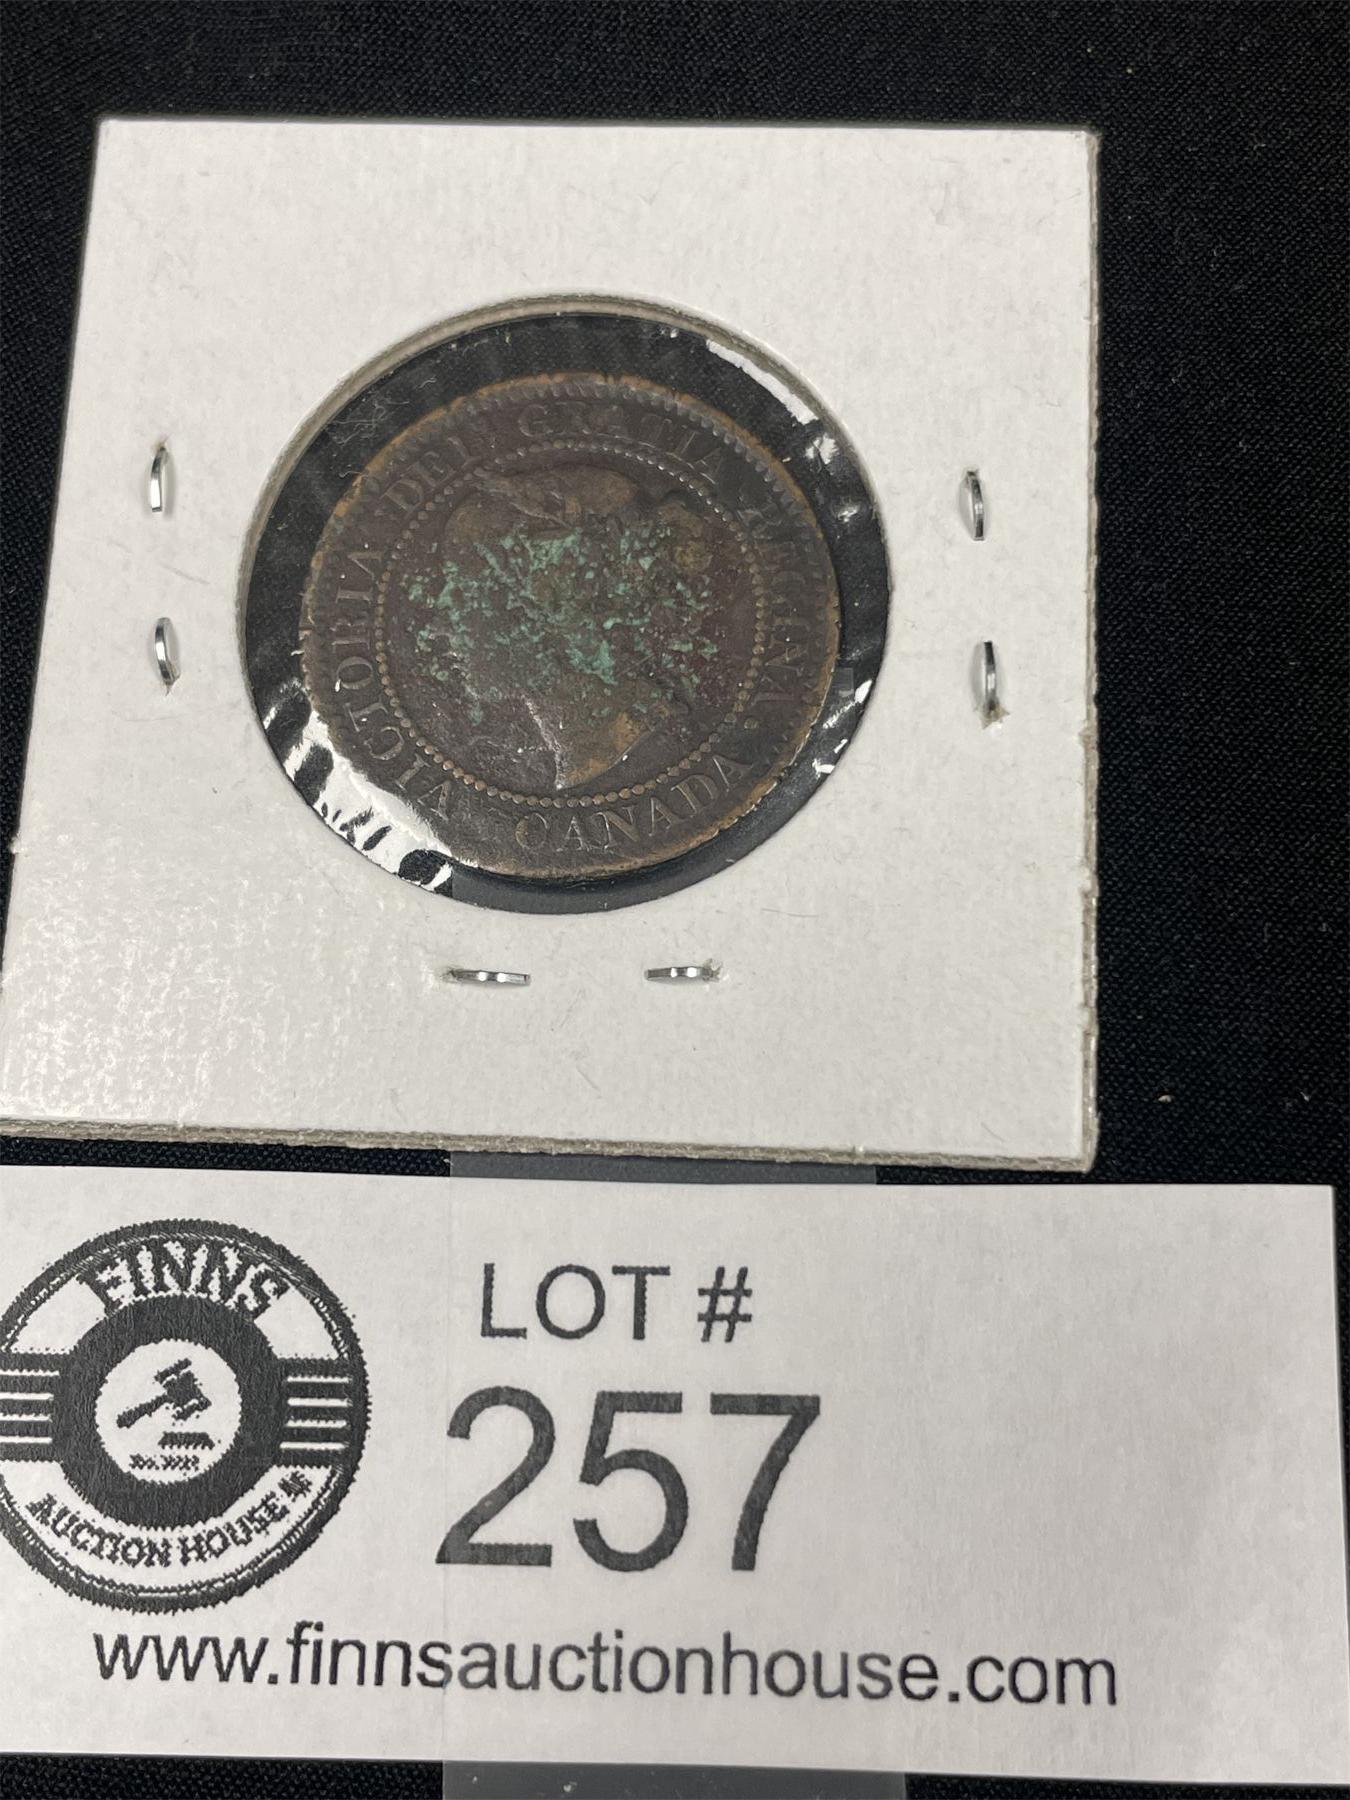 VICTORIA DEI GRATIA REGINA.
CANADA
FINNS
AUCTION HOUSE
LOT #
257
www.finnsauctionhouse.com